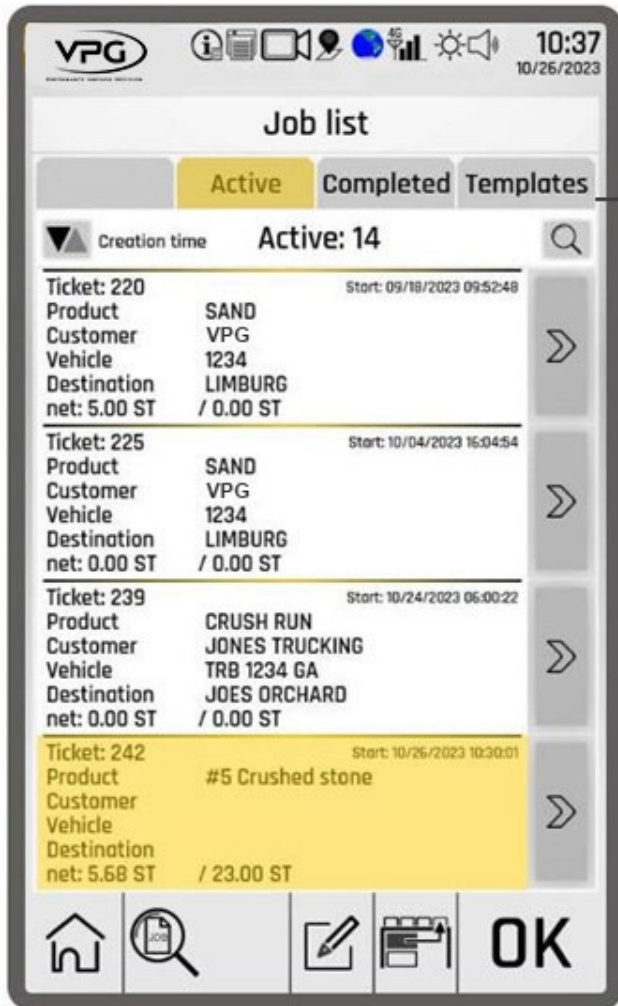 VPG
4G
10:37
10/26/2023
Job list
Active Completed Templates
Creation time Active: 14
Ticket: 220 Start: 09/18/2023 09:52:48
Product SAND
Customer VPG
Vehicle 1234
Destination LIMBURG
net: 5.00 ST / 0.00 ST
Ticket: 225 Start: 10/04/2023 16:04:54
Product SAND
Customer VPG
Vehicle 1234
Destination LIMBURG
net: 0.00 ST / 0.00 ST
Ticket: 239 Start: 10/24/2023 06:00:22
Product CRUSH RUN
Customer JONES TRUCKING
Vehicle TRB 1234 GA
Destination JOES ORCHARD
net: 0.00 ST / 0.00 ST
Ticket: 242 Start: 10/26/2023 10:30:01
Product #5 Crushed stone
Customer
Vehicle
Destination
net: 5.68 ST / 23.00 ST
JOB
OK